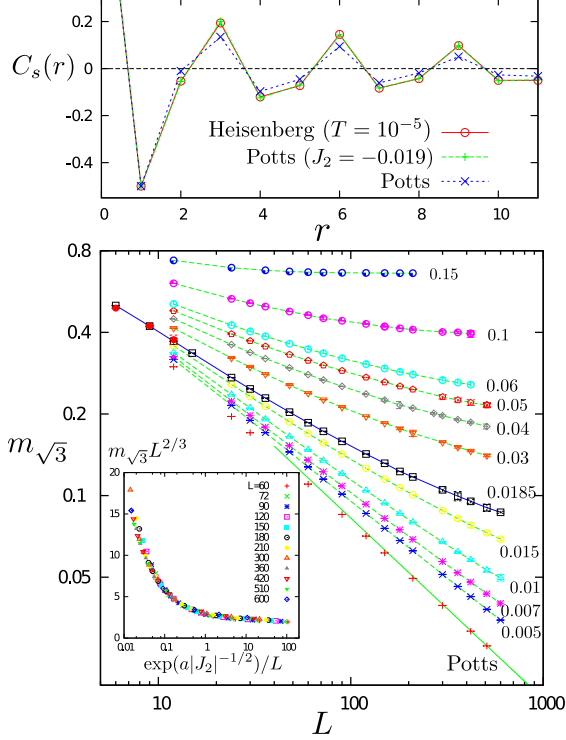 0.2
0
-0.2
-0.4
C_s(r)
Heisenberg (T = 10^{-5})
Potts (J_2 = −0.019)
Potts
0 2 4 6 8 10
r
0.8
0.4
0.2
0.1
0.05
m_{√3}
0.15
0.1
0.06
0.05
0.04
0.03
0.0185
0.015
0.01
0.007
0.005
Potts
m_{√3}L^{2/3}
20
15
10
5
0
L=60
72
90
120
150
180
210
300
360
420
510
600
0.01 0.1 1 10 100
exp(a|J_2|^{−1/2})/L
10 100 1000
L